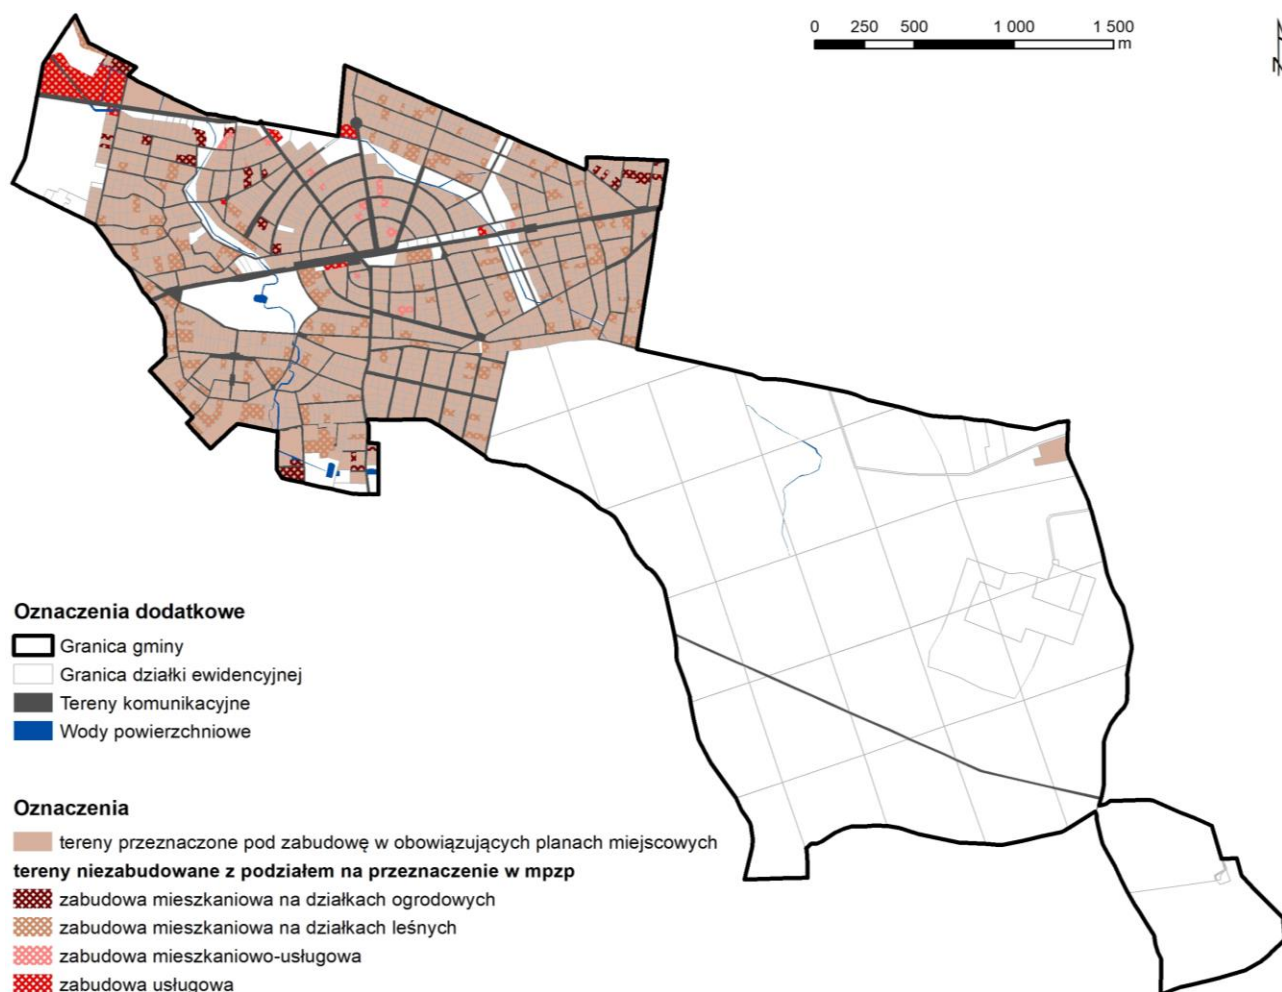 0 250 500 1 000 1 500
m
N
Oznaczenia dodatkowe
Granica gminy
Granica działki ewidencyjnej
Tereny komunikacyjne
Wody powierzchniowe
Oznaczenia
tereny przeznaczone pod zabudowę w obowiązujących planach miejscowych
tereny niezabudowane z podziałem na przeznaczenie w mpzp
zabudowa mieszkaniowa na działkach ogrodowych
zabudowa mieszkaniowa na działkach leśnych
zabudowa mieszkaniowo-usługowa
zabudowa usługowa